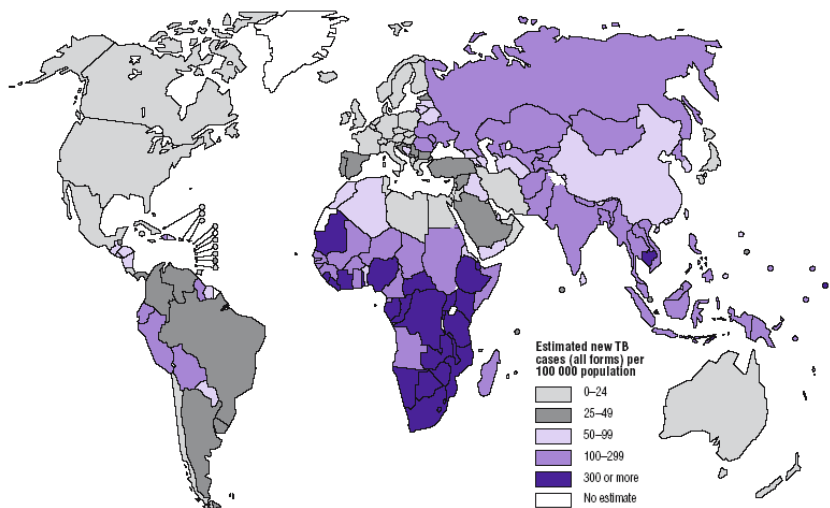 Estimated new TB
cases (all forms) per
100 000 population
0–24
25–49
50–99
100–299
300 or more
No estimate